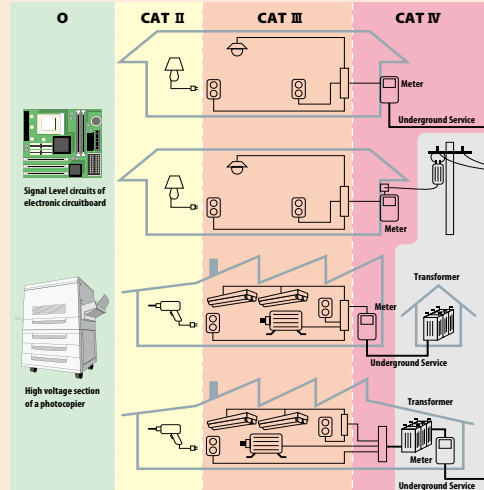 O
CAT II
CAT III
CAT IV
Meter
Underground Service
Signal Level circuits of
electronic circuitboard
Meter
Transformer
Meter
Underground Service
High voltage section
of a photocopier
Transformer
Meter
Underground Service